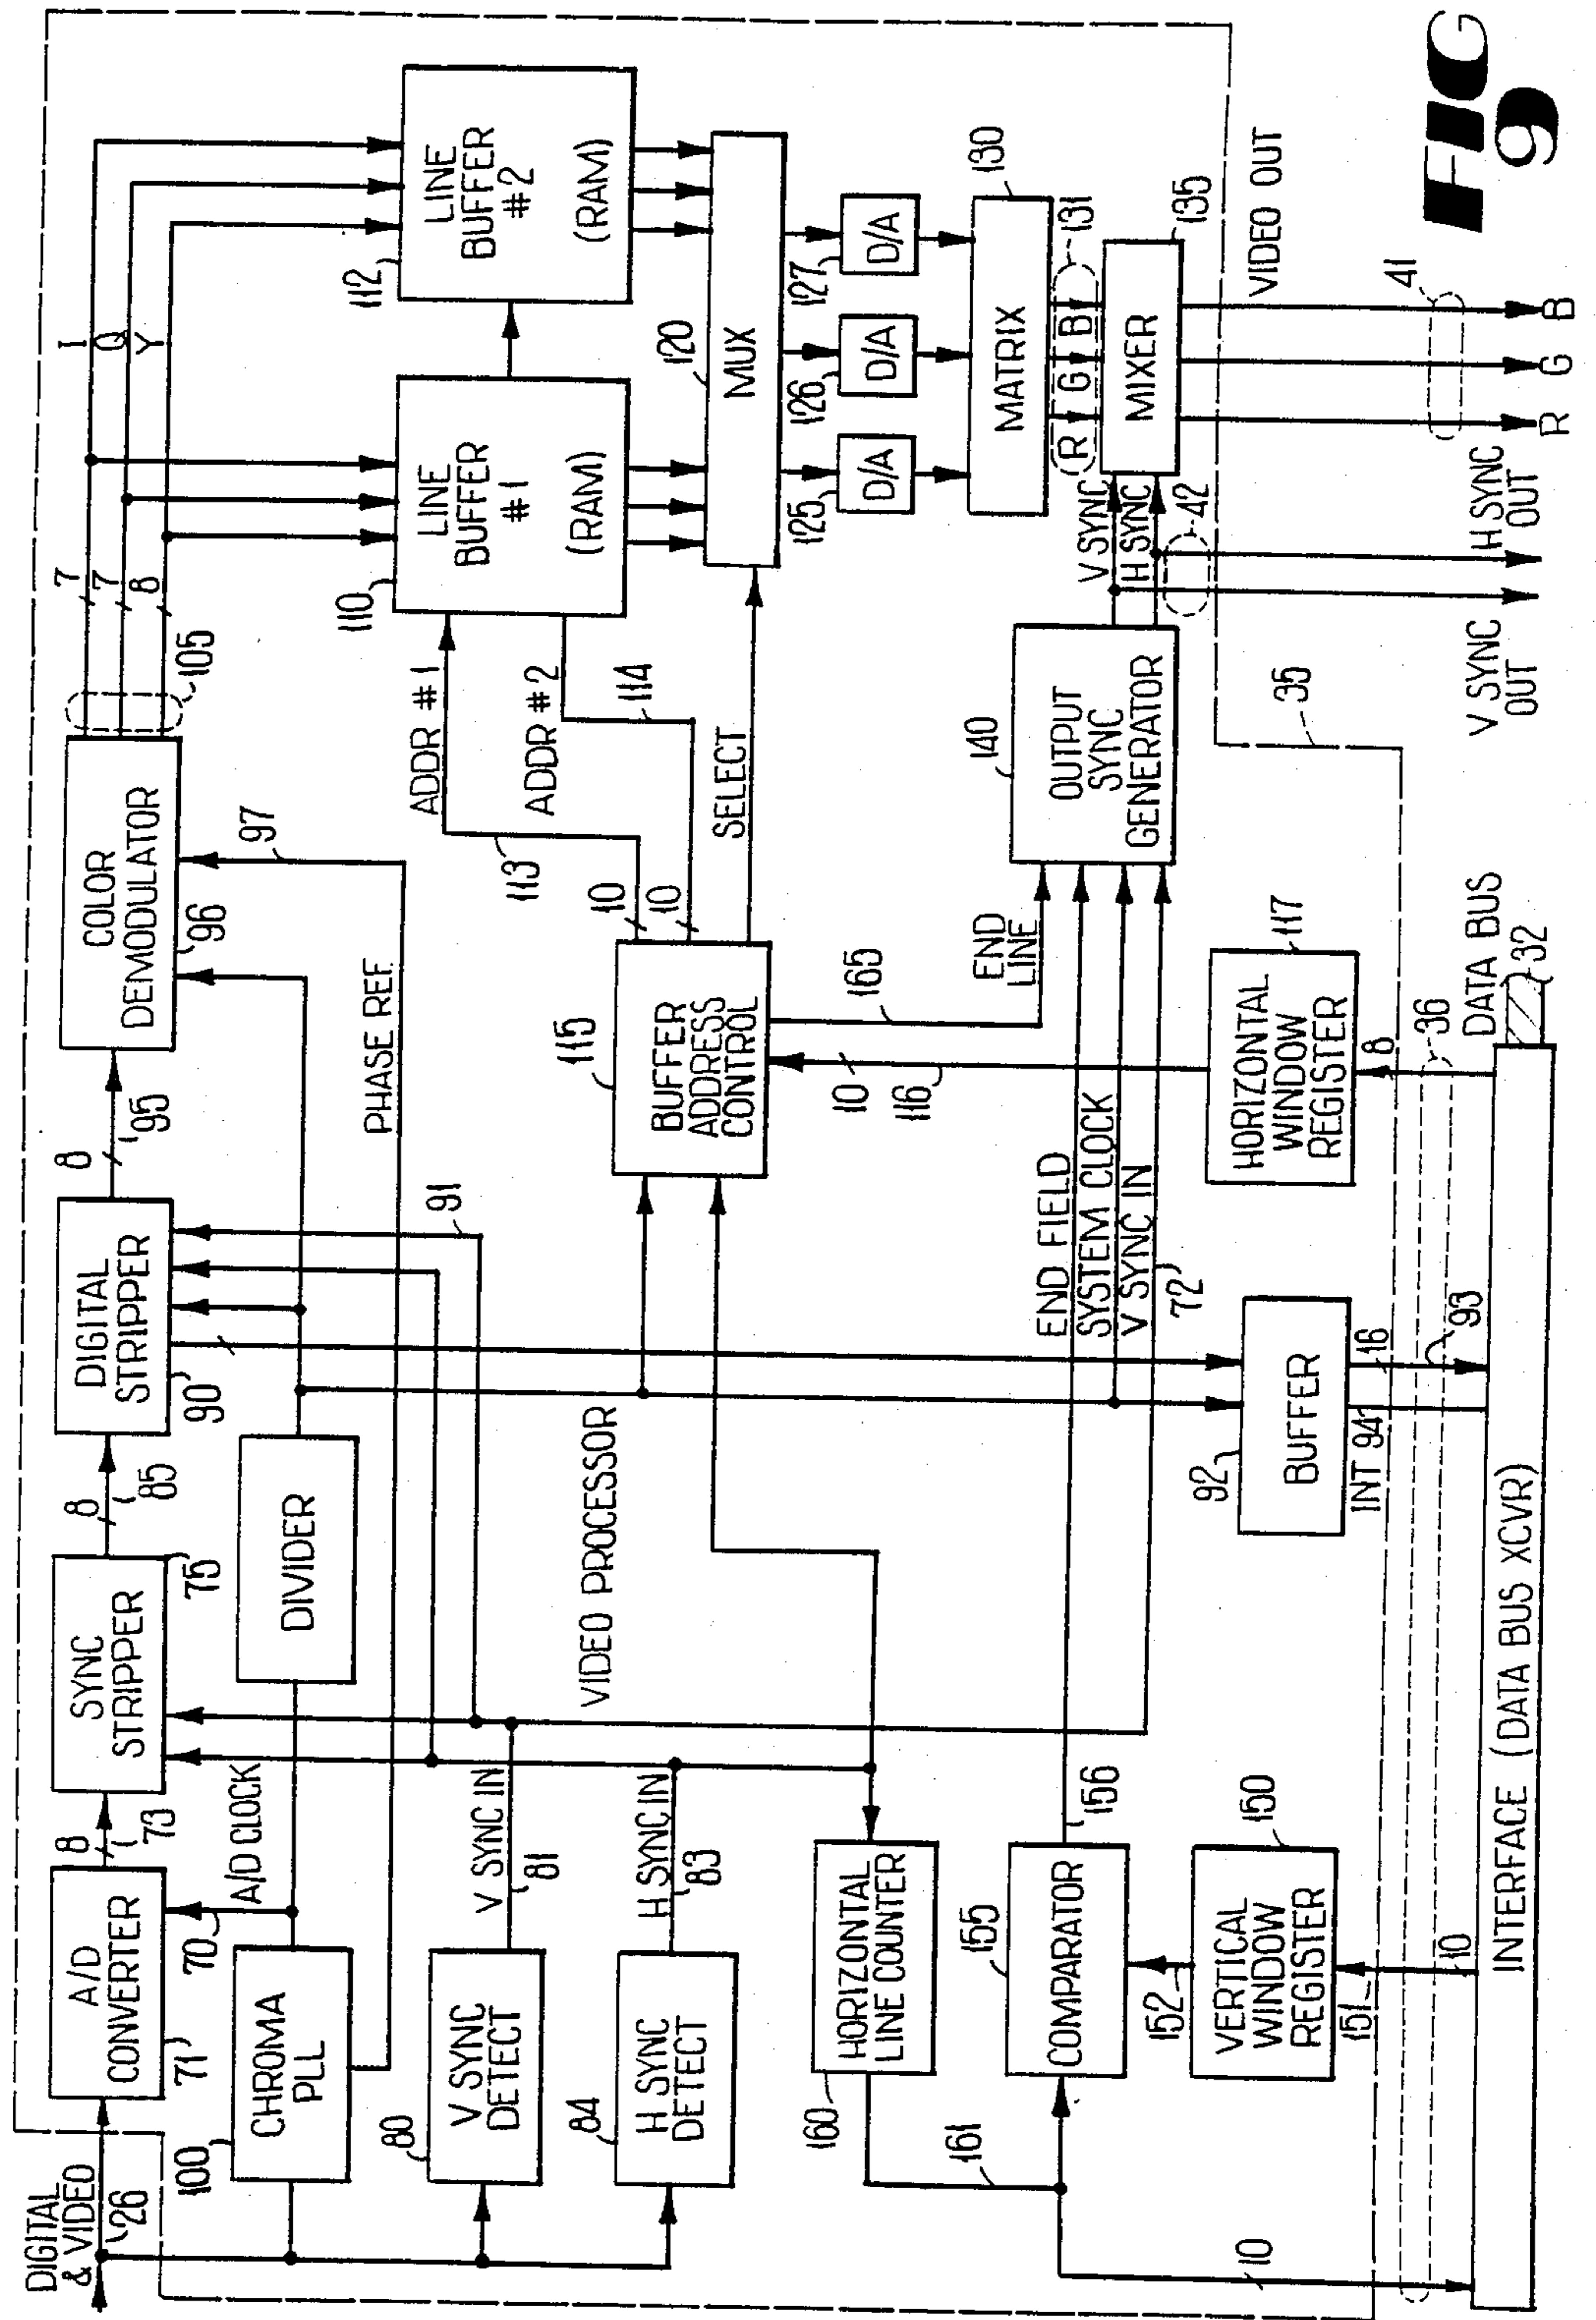 DIGITAL
& VIDEO
26
A/D
CONVERTER
71
8
73
SYNC
STRIPPER
75
8
85
DIGITAL
STRIPPER
90
8
95
COLOR
DEMODULATOR
96
97
105
7
7
8
I
Q
Y
70
A/D CLOCK
CHROMA
PLL
100
DIVIDER
PHASE REF.
91
V SYNC
DETECT
80
V SYNC IN
81
H SYNC
DETECT
84
H SYNC IN
83
VIDEO PROCESSOR
LINE
BUFFER
#1
(RAM)
110
LINE
BUFFER
#2
(RAM)
112
ADDR #1
113
ADDR #2
114
10
10
SELECT
BUFFER
ADDRESS
CONTROL
115
MUX
120
D/A
125
D/A
126
D/A
127
MATRIX
130
R G B
131
MIXER
135
V SYNC
H SYNC
42
OUTPUT
SYNC
GENERATOR
140
END
LINE
165
10
116
END FIELD
SYSTEM CLOCK
V SYNC IN
72
HORIZONTAL
LINE COUNTER
160
161
COMPARATOR
155
156
152
VERTICAL
WINDOW
REGISTER
150
151
10
10
BUFFER
92
INT 94
16
93
HORIZONTAL
WINDOW
REGISTER
117
8
36
DATA BUS
32
INTERFACE (DATA BUS XCVR)
35
V SYNC
OUT
H SYNC
OUT
VIDEO OUT
41
R
G
B
FIG
9